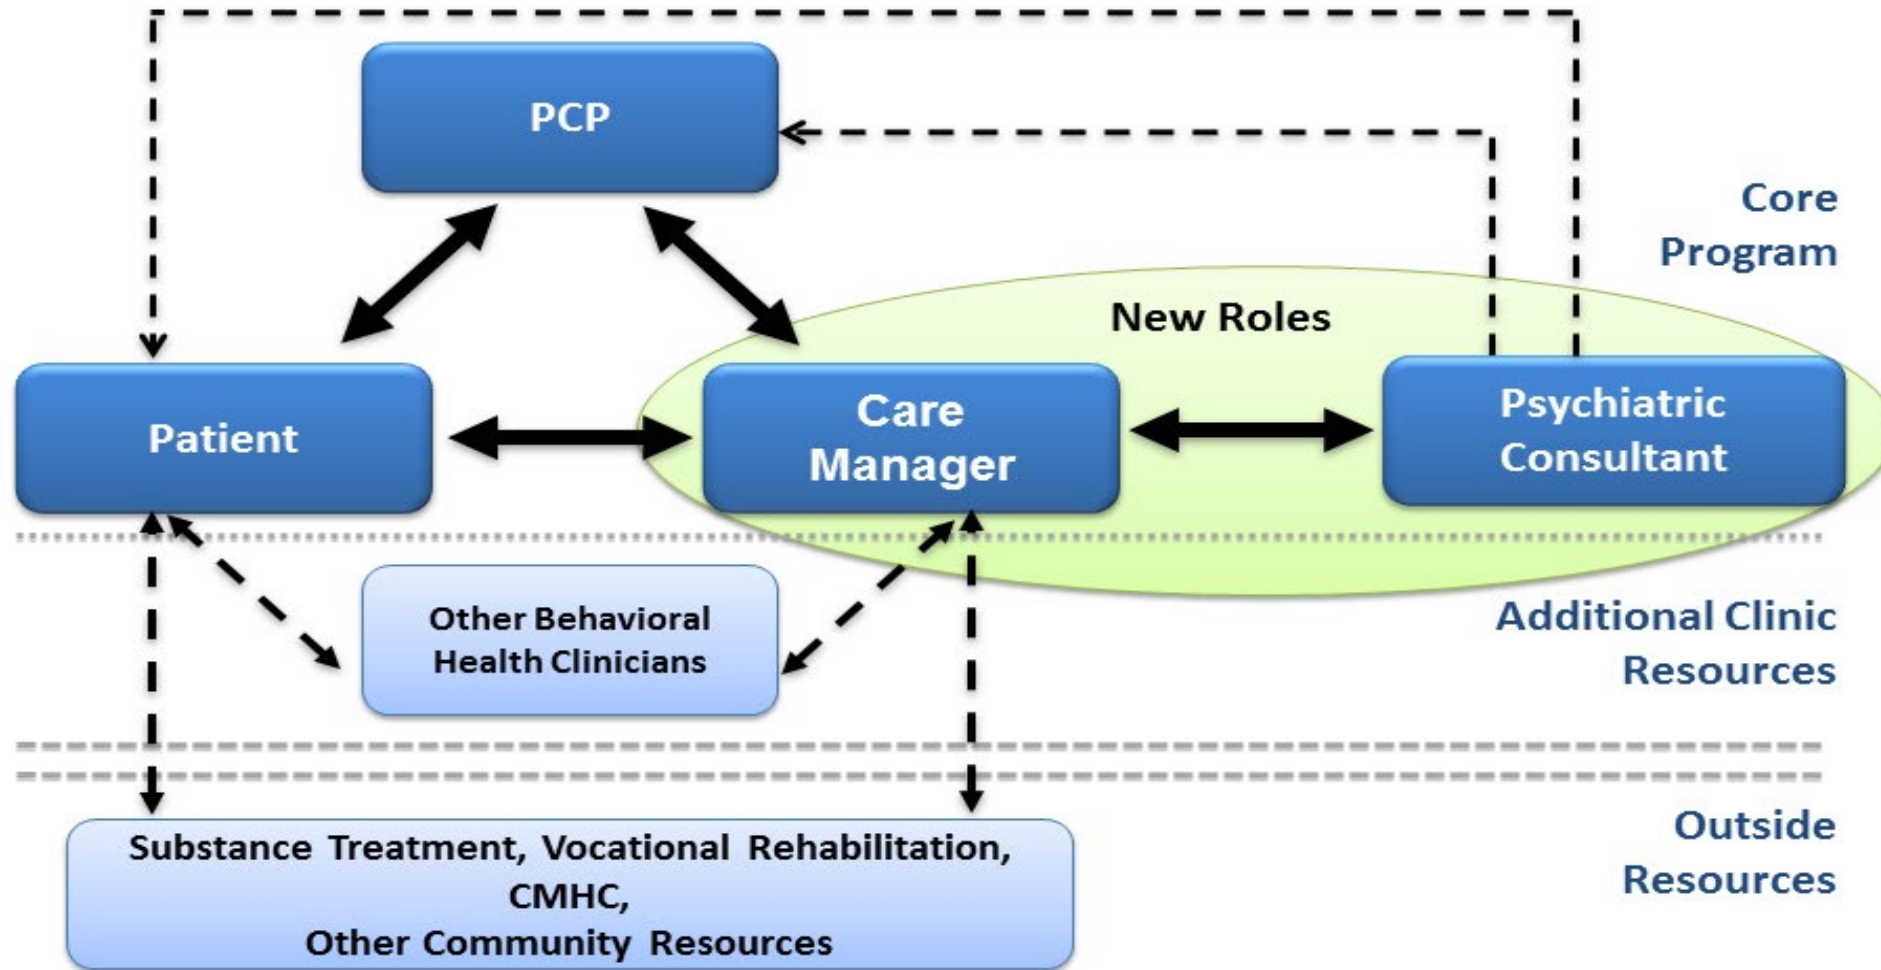 PCP
Core
Program
New Roles
Patient
Care
Manager
Psychiatric
Consultant
Other Behavioral
Health Clinicians
Additional Clinic
Resources
Substance Treatment, Vocational Rehabilitation,
CMHC,
Other Community Resources
Outside
Resources